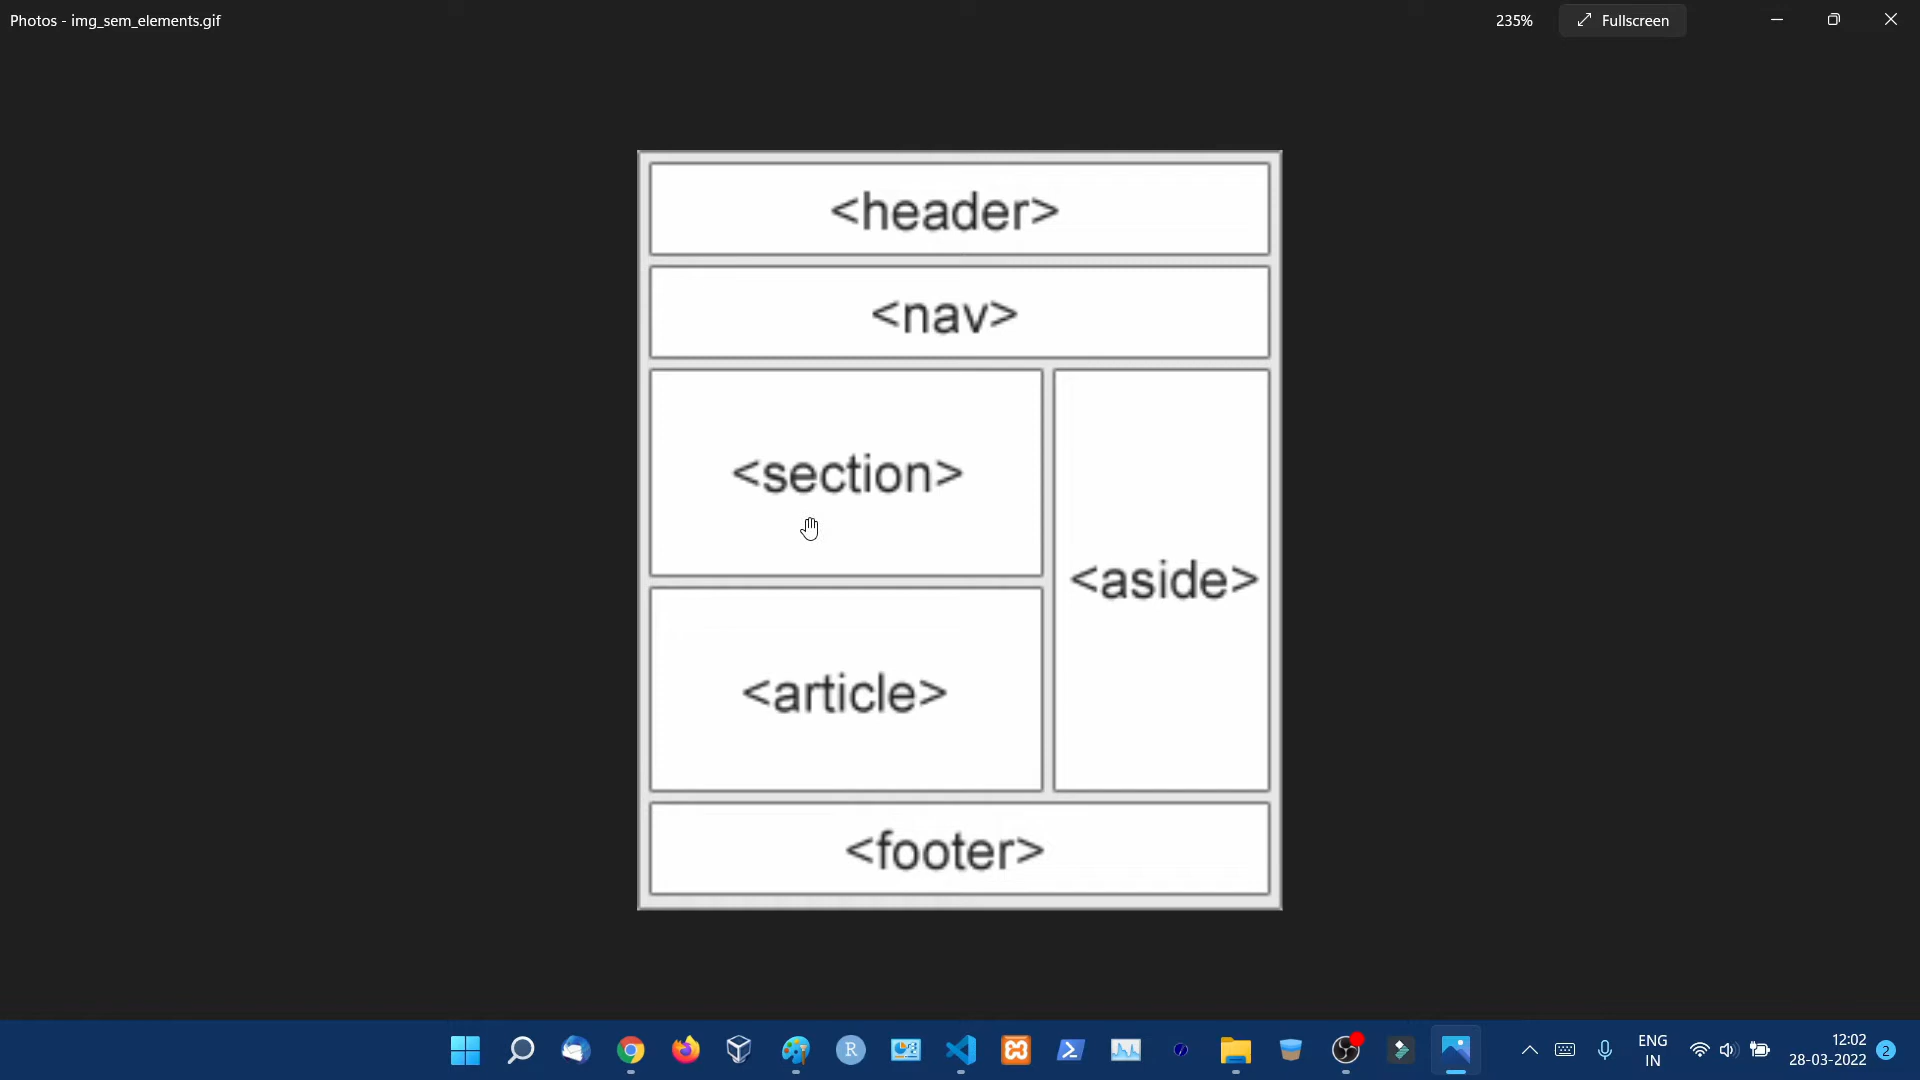 Photos - img_sem_elements.gif
235%
Fullscreen
<header>
<nav>
<section>
<aside>
<article>
<footer>
R
ENG
IN
12:02
28-03-2022
2